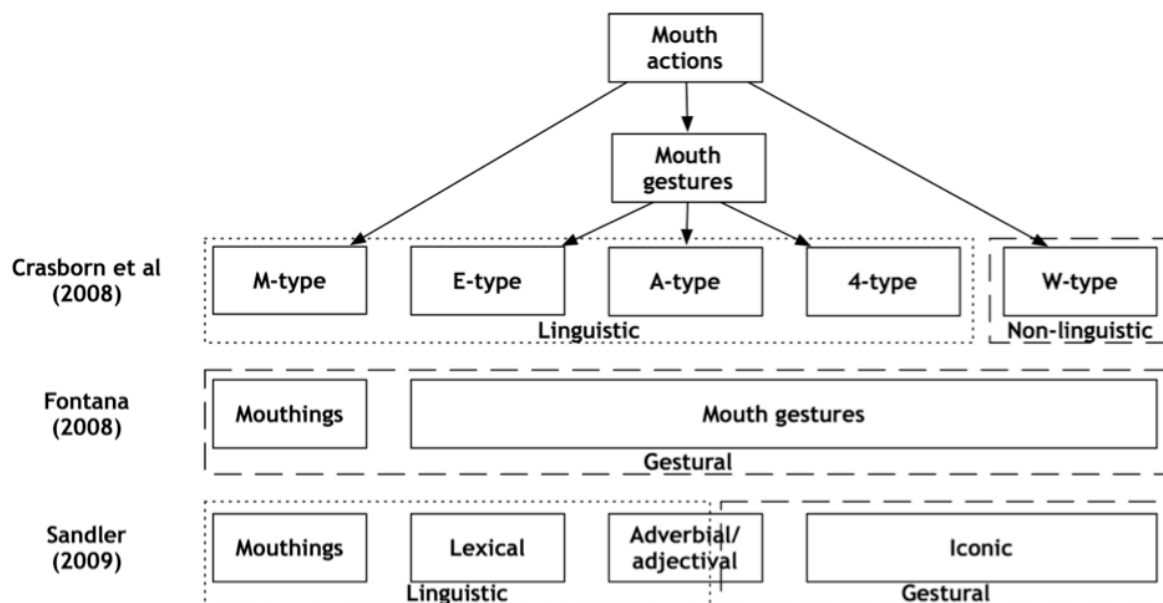 Mouth
actions
Mouth
gestures
Crasborn et al
(2008)
M-type
E-type
A-type
4-type
W-type
Linguistic
Non-linguistic
Fontana
(2008)
Mouthings
Mouth gestures
Gestural
Sandler
(2009)
Mouthings
Lexical
Adverbial/
adjectival
Iconic
Linguistic
Gestural